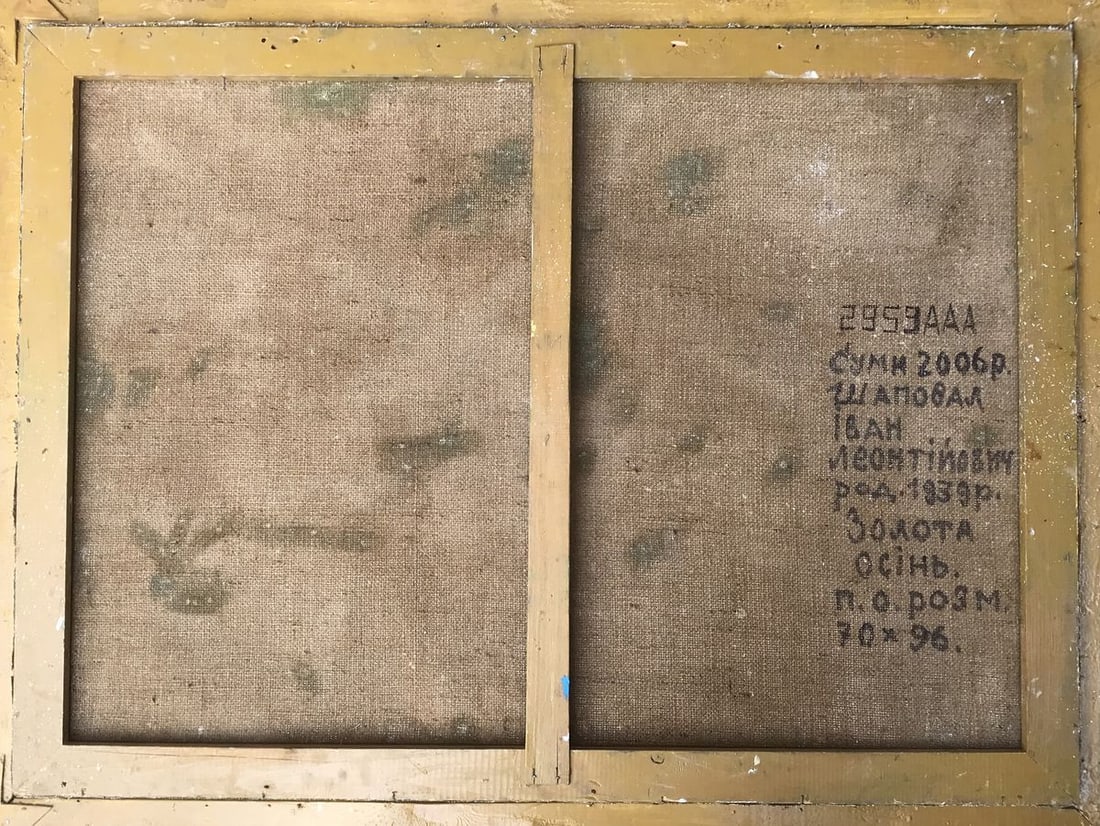 2959ААА
Суми 2006р.
Шаповал
Іван
Леонтійович
род. 1939р.
Золота
осінь.
п.о. розм.
70×96.